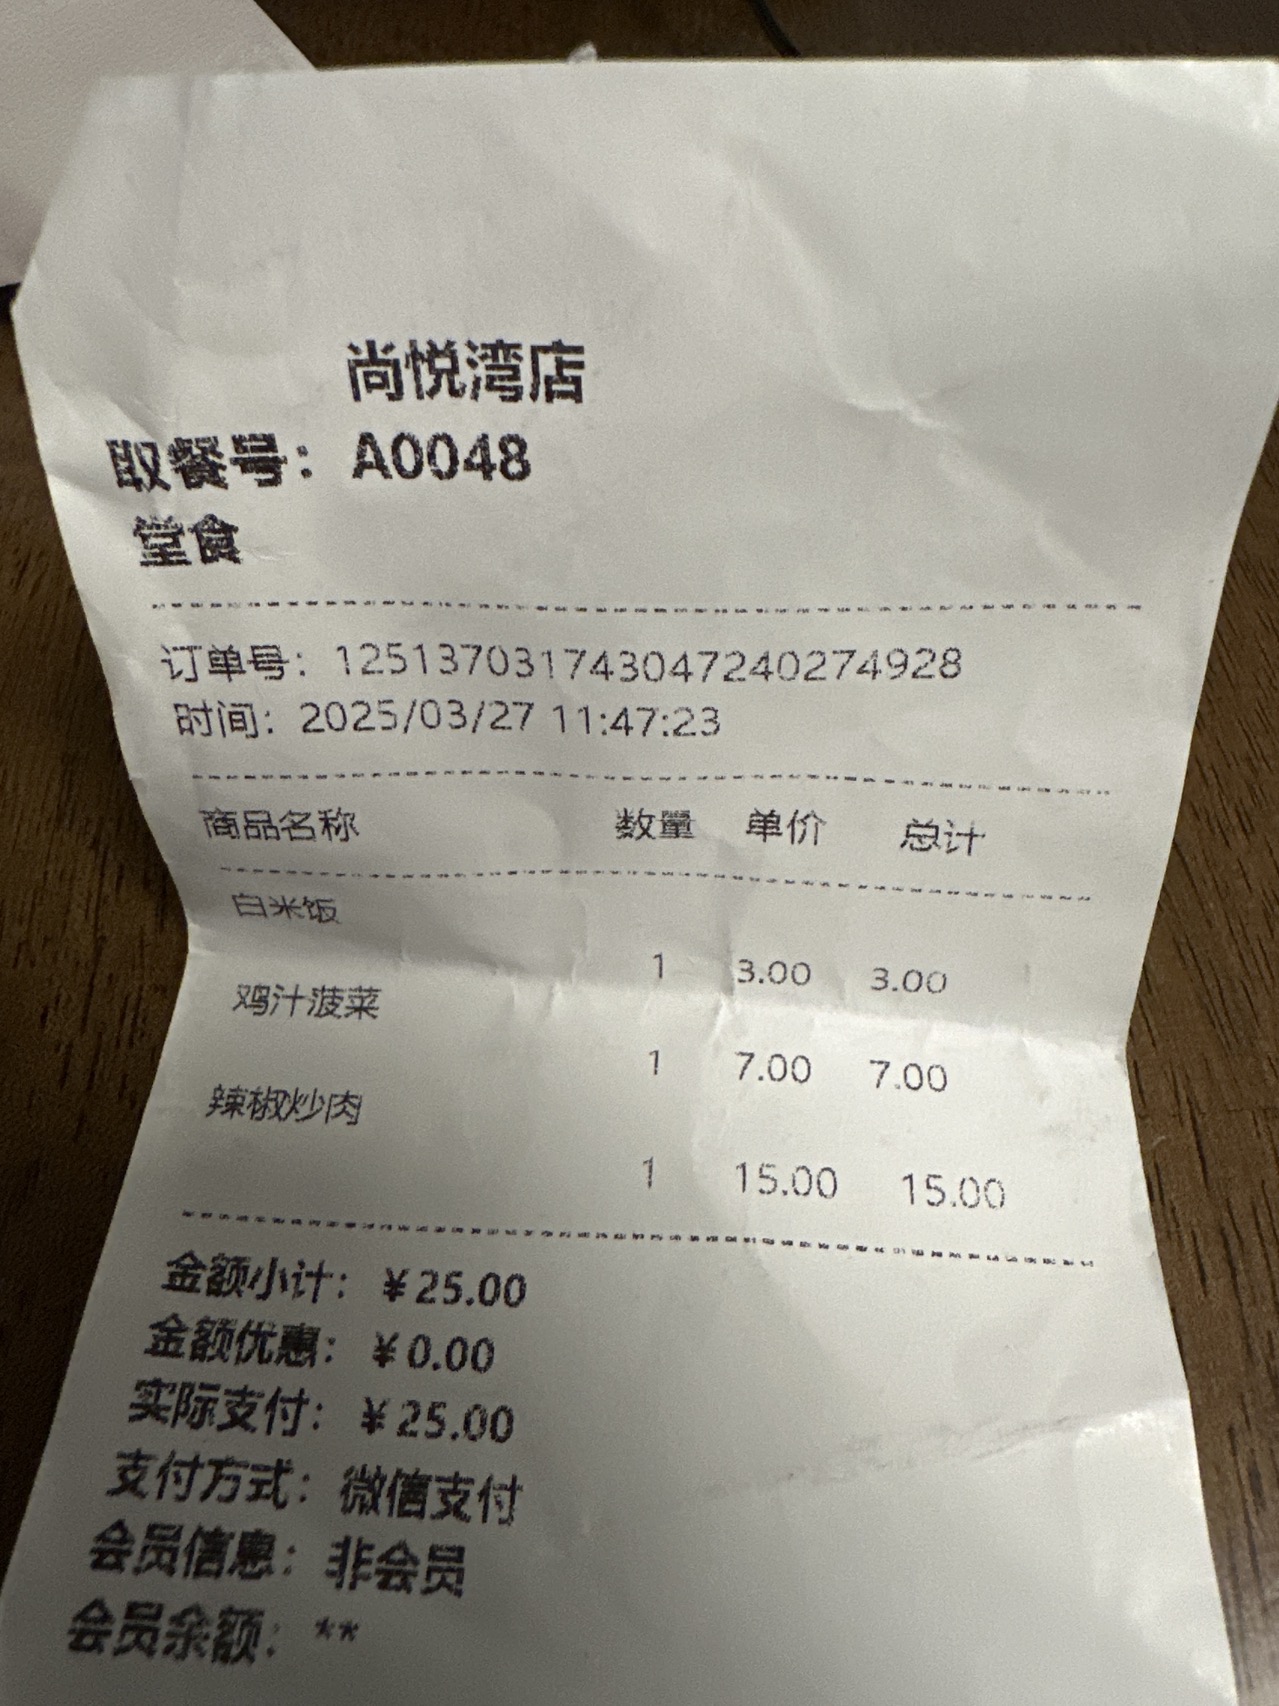 尚悦湾店
取餐号：A0048
堂食
订单号：12513703174304724027​4928
时间：2025/03/27 11:47:23
商品名称 数量 单价 总计
白米饭
1 3.00 3.00
鸡汁菠菜
1 7.00 7.00
辣椒炒肉
1 15.00 15.00
金额小计：¥25.00
金额优惠：¥0.00
实际支付：¥25.00
支付方式：微信支付
会员信息：非会员
会员余额：**